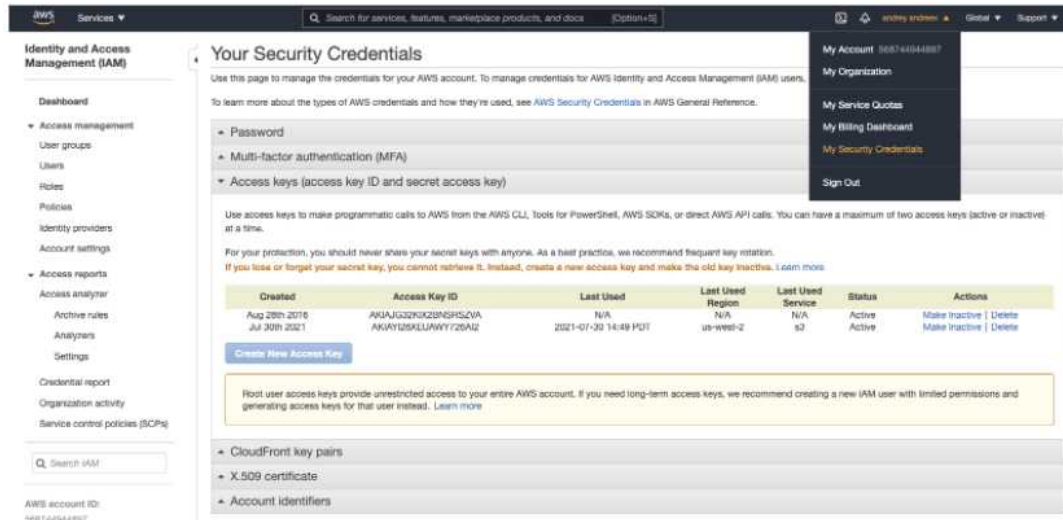 aws Services ▾ Search for services, features, marketplace products, and docs [Option+S] andrey andreev ▴ Global ▾ Support ▾
Identity and Access
Management (IAM)
Dashboard
Access management
User groups
Users
Roles
Policies
Identity providers
Account settings
Access reports
Access analyzer
Archive rules
Analyzers
Settings
Credential report
Organization activity
Service control policies (SCPs)
Search IAM
AWS account ID:
Your Security Credentials
Use this page to manage the credentials for your AWS account. To manage credentials for AWS Identity and Access Management (IAM) users,
To learn more about the types of AWS credentials and how they're used, see AWS Security Credentials in AWS General Reference.
Password
Multi-factor authentication (MFA)
Access keys (access key ID and secret access key)
Use access keys to make programmatic calls to AWS from the AWS CLI, Tools for PowerShell, AWS SDKs, or direct AWS API calls. You can have a maximum of two access keys (active or inactive)
at a time.
For your protection, you should never share your secret keys with anyone. As a best practice, we recommend frequent key rotation.
If you lose or forget your secret key, you cannot retrieve it. Instead, create a new access key and make the old key inactive. Learn more
Created Access Key ID Last Used Last Used Region Last Used Service Status Actions
Aug 28th 2016 N/A N/A N/A Active Make Inactive | Delete
Jul 30th 2021 2021-07-30 14:49 PDT us-west-2 s3 Active Make Inactive | Delete
Create New Access Key
Root user access keys provide unrestricted access to your entire AWS account. If you need long-term access keys, we recommend creating a new IAM user with limited permissions and
generating access keys for that user instead. Learn more
CloudFront key pairs
X.509 certificate
Account identifiers
My Account
My Organization
My Service Quotas
My Billing Dashboard
My Security Credentials
Sign Out